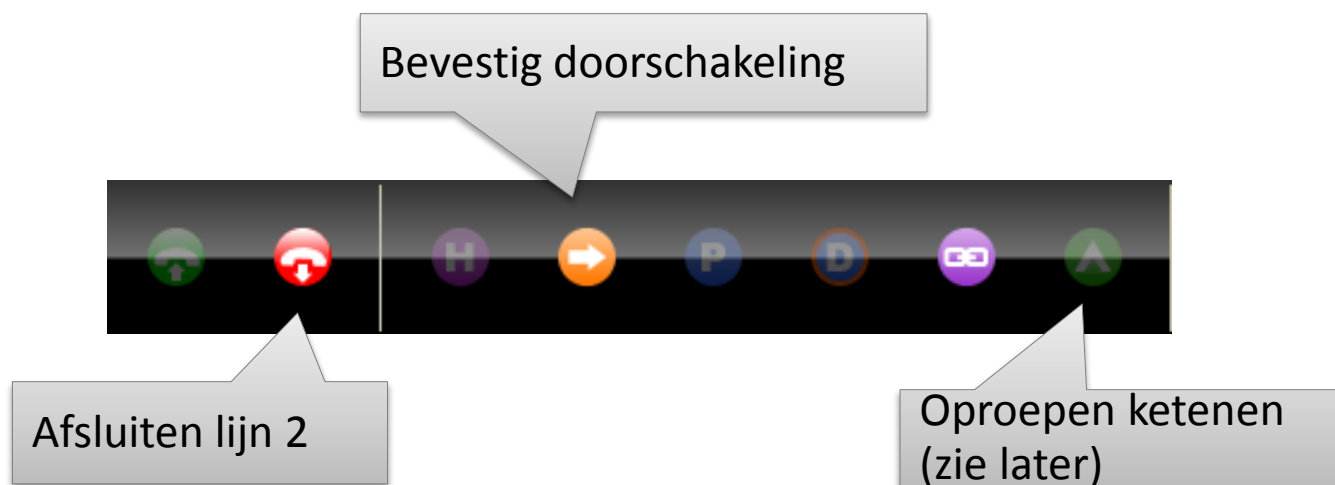 Bevestig doorschakeling
H
P
D
Afsluiten lijn 2
Oproepen ketenen
(zie later)